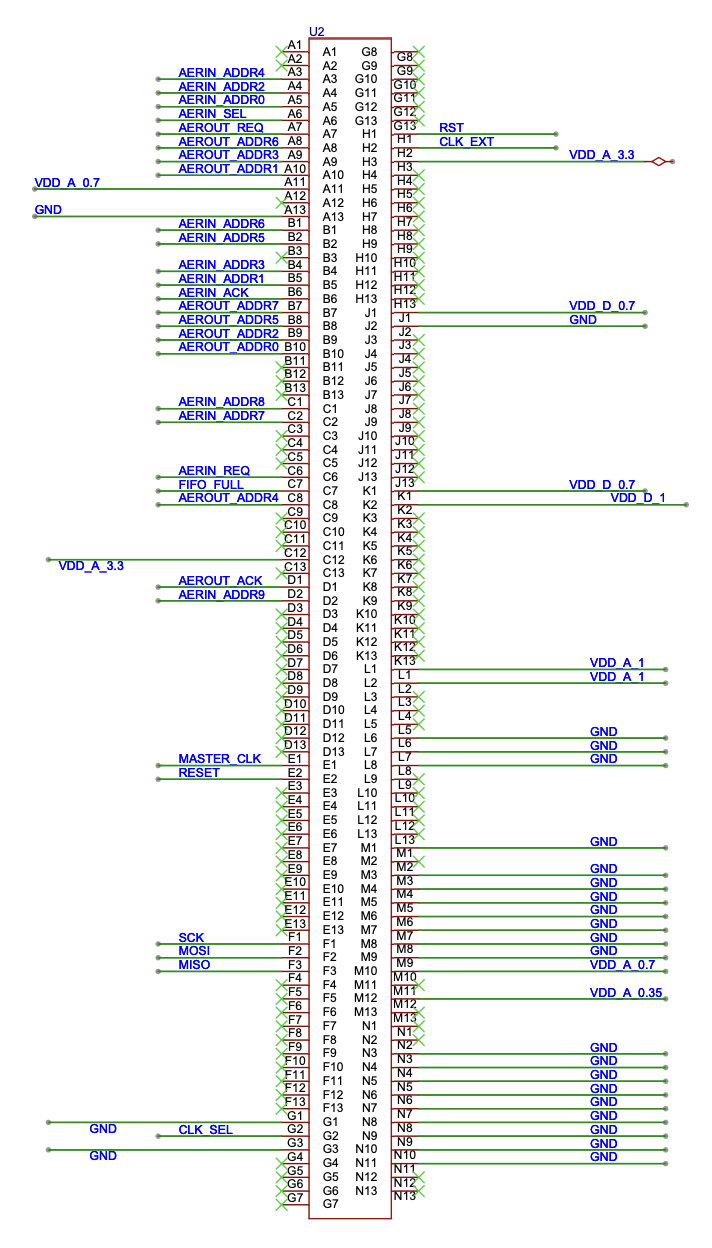 U2
A1 A1 G8 G8
A2 A2 G9 G9
AERIN_ADDR4 A3 A3 G10 G10
AERIN_ADDR2 A4 A4 G11 G11
AERIN_ADDR0 A5 A5 G12 G12
AERIN_SEL A6 A6 G13 G13
AEROUT_REQ A7 A7 H1 H1 RST
AEROUT_ADDR6 A8 A8 H2 H2 CLK_EXT
AEROUT_ADDR3 A9 A9 H3 H3 VDD_A_3.3
AEROUT_ADDR1 A10 A10 H4 H4
VDD_A_0.7 A11 A11 H5 H5
A12 A12 H6 H6
GND A13 A13 H7 H7
AERIN_ADDR6 B1 B1 H8 H8
AERIN_ADDR5 B2 B2 H9 H9
B3 B3 H10 H10
AERIN_ADDR3 B4 B4 H11 H11
AERIN_ADDR1 B5 B5 H12 H12
AERIN_ACK B6 B6 H13 H13
AEROUT_ADDR7 B7 B7 J1 J1 VDD_D_0.7
AEROUT_ADDR5 B8 B8 J2 J2 GND
AEROUT_ADDR2 B9 B9 J3 J3
AEROUT_ADDR0 B10 B10 J4 J4
B11 B11 J5 J5
B12 B12 J6 J6
B13 B13 J7 J7
AERIN_ADDR8 C1 C1 J8 J8
AERIN_ADDR7 C2 C2 J9 J9
C3 C3 J10 J10
C4 C4 J11 J11
C5 C5 J12 J12
AERIN_REQ C6 C6 J13 J13
FIFO_FULL C7 C7 K1 K1 VDD_D_0.7
AEROUT_ADDR4 C8 C8 K2 K2 VDD_D_1
C9 C9 K3 K3
C10 C10 K4 K4
C11 C11 K5 K5
VDD_A_3.3 C12 C12 K6 K6
C13 C13 K7 K7
AEROUT_ACK D1 D1 K8 K8
AERIN_ADDR9 D2 D2 K9 K9
D3 D3 K10 K10
D4 D4 K11 K11
D5 D5 K12 K12
D6 D6 K13 K13
D7 D7 L1 L1 VDD_A_1
D8 D8 L2 L2 VDD_A_1
D9 D9 L3 L3
D10 D10 L4 L4
D11 D11 L5 L5
D12 D12 L6 L6 GND
D13 D13 L7 L7 GND
MASTER_CLK E1 E1 L8 L8 GND
RESET E2 E2 L9 L9
E3 E3 L10 L10
E4 E4 L11 L11
E5 E5 L12 L12
E6 E6 L13 L13
E7 E7 M1 M1 GND
E8 E8 M2 M2
E9 E9 M3 M3 GND
E10 E10 M4 M4 GND
E11 E11 M5 M5 GND
E12 E12 M6 M6 GND
E13 E13 M7 M7 GND
SCK F1 F1 M8 M8 GND
MOSI F2 F2 M9 M9 GND
MISO F3 F3 M10 M10 VDD_A_0.7
F4 F4 M11 M11
F5 F5 M12 M12 VDD_A_0.35
F6 F6 M13 M13
F7 F7 N1 N1
F8 F8 N2 N2
F9 F9 N3 N3 GND
F10 F10 N4 N4 GND
F11 F11 N5 N5 GND
F12 F12 N6 N6 GND
F13 F13 N7 N7 GND
GND G1 G1 N8 N8 GND
CLK_SEL G2 G2 N9 N9 GND
GND G3 G3 N10 N10 GND
G4 G4 N11 N11 GND
G5 G5 N12 N12
G6 G6 N13 N13
G7 G7